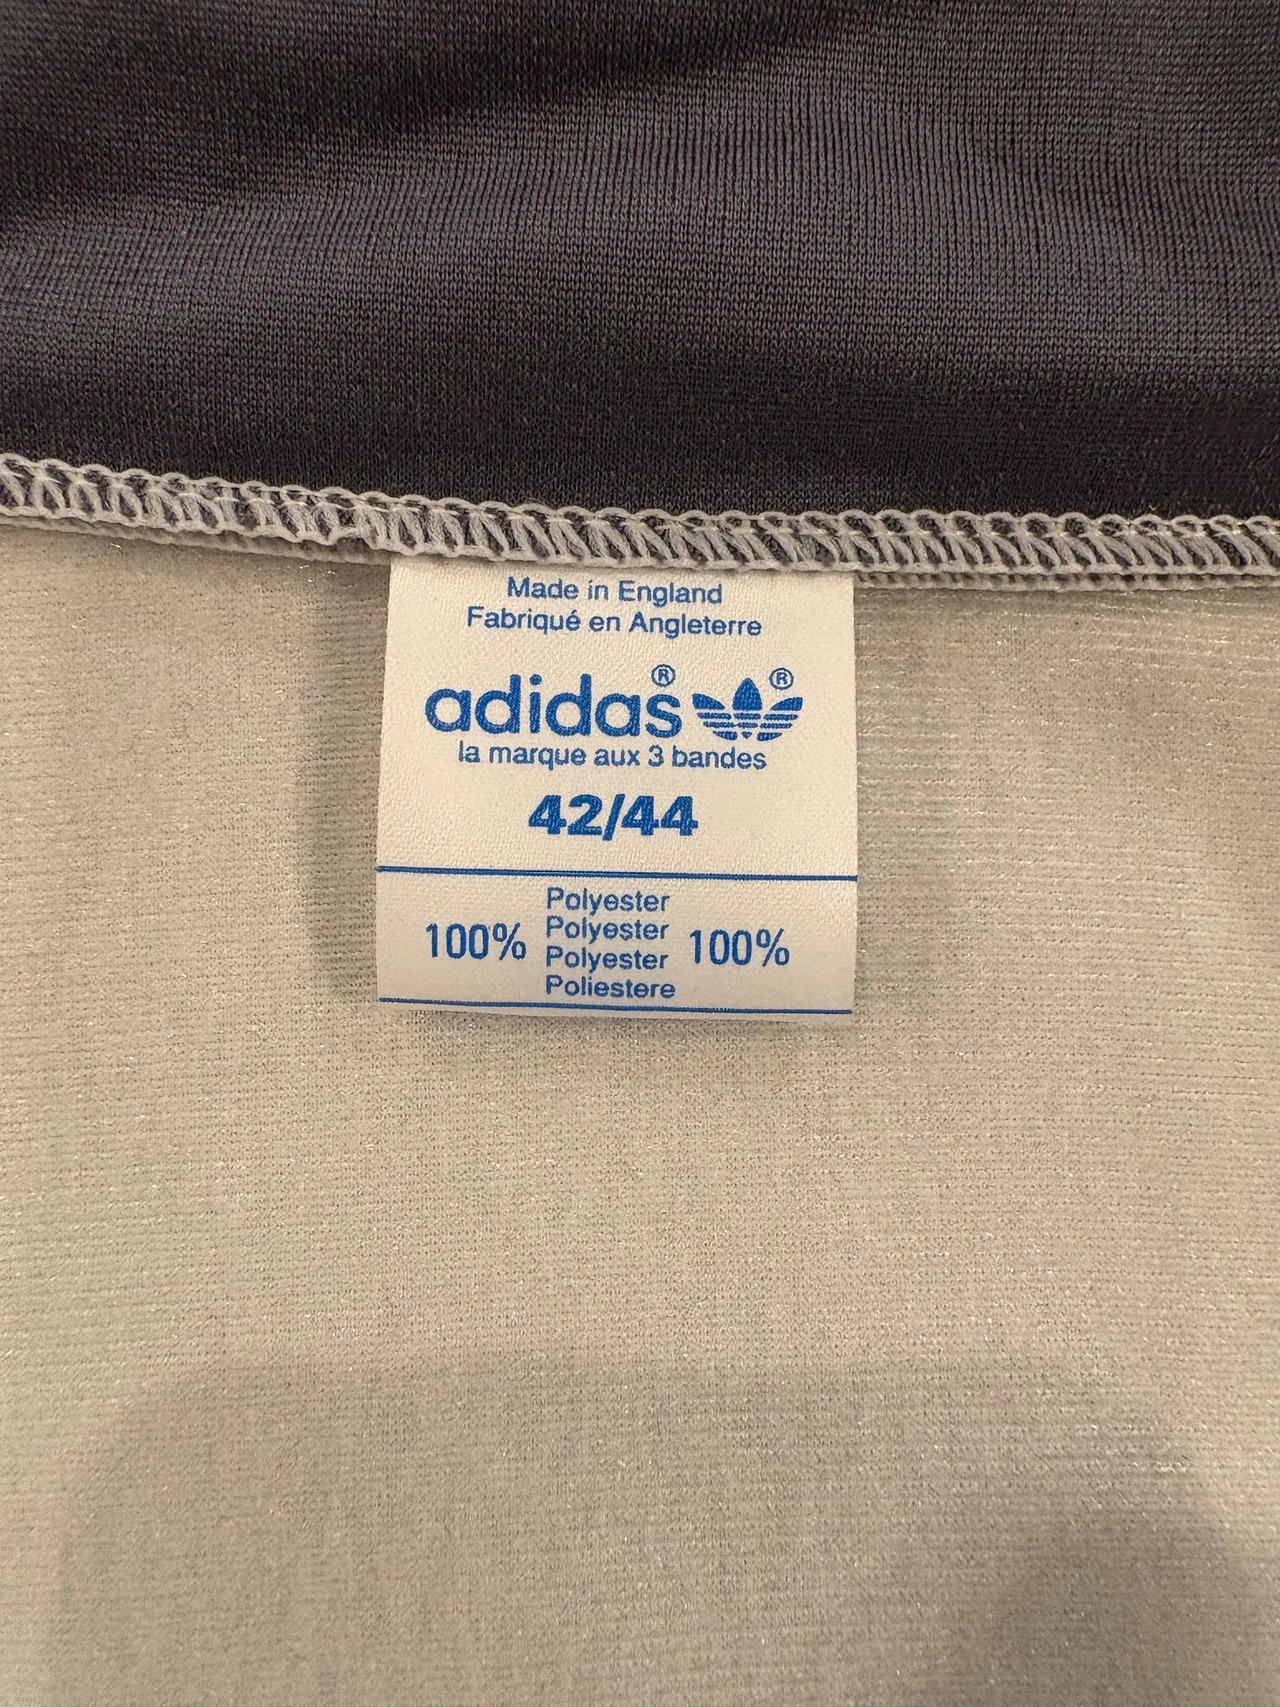 Made in England
Fabriqué en Angleterre
adidas® ®
la marque aux 3 bandes
42/44
Polyester
100% Polyester 100%
Polyester
Poliestere